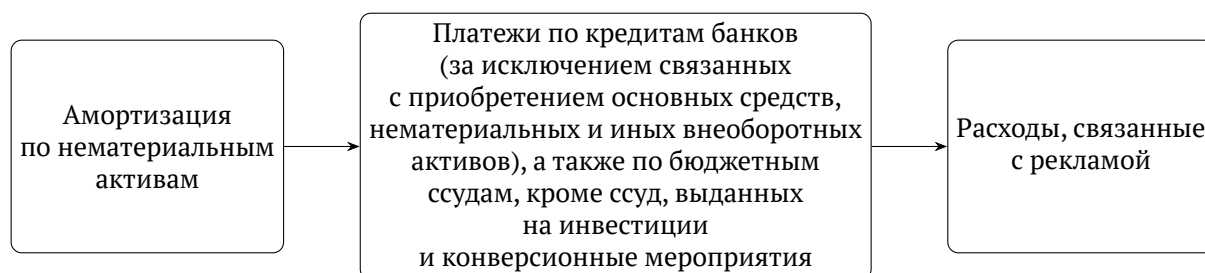 Амортизация
по нематериальным
активам
Платежи по кредитам банков
(за исключением связанных
с приобретением основных средств,
нематериальных и иных внеоборотных
активов), а также по бюджетным
ссудам, кроме ссуд, выданных
на инвестиции
и конверсионные мероприятия
Расходы, связанные
с рекламой